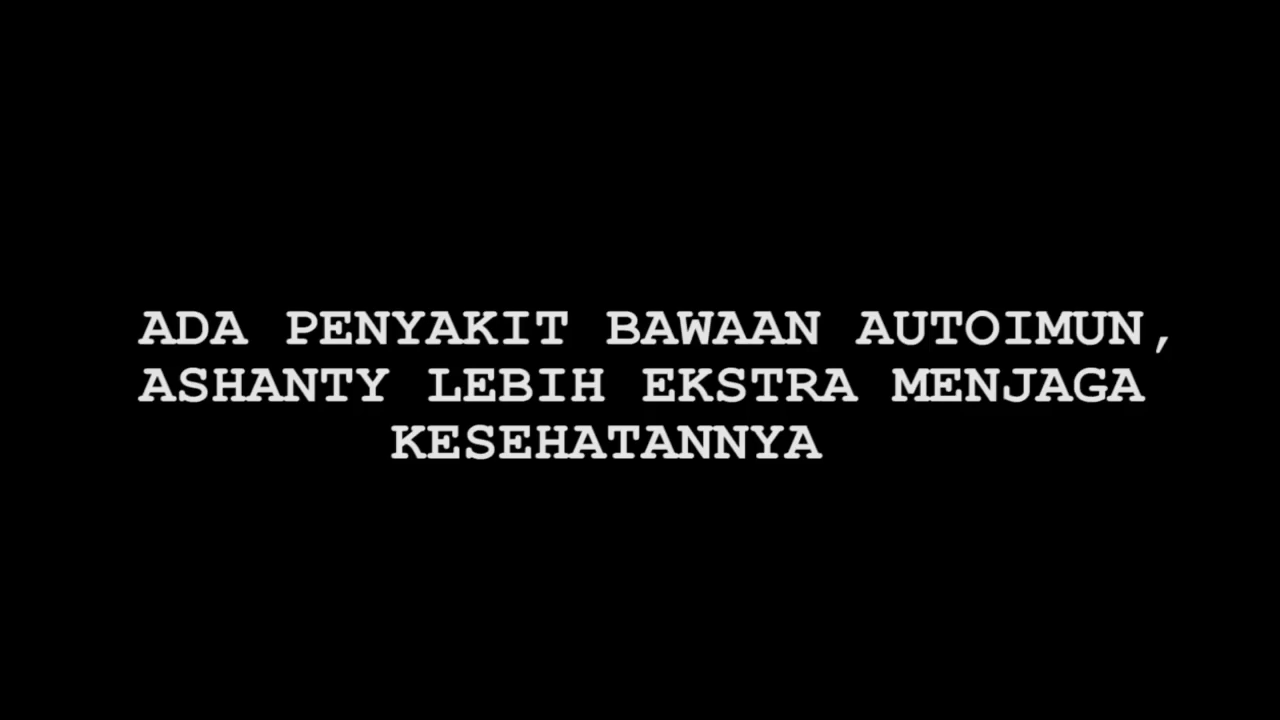 ADA PENYAKIT BAWAAN AUTOIMUN,
ASHANTY LEBIH EKSTRA MENJAGA
KESEHATANNYA